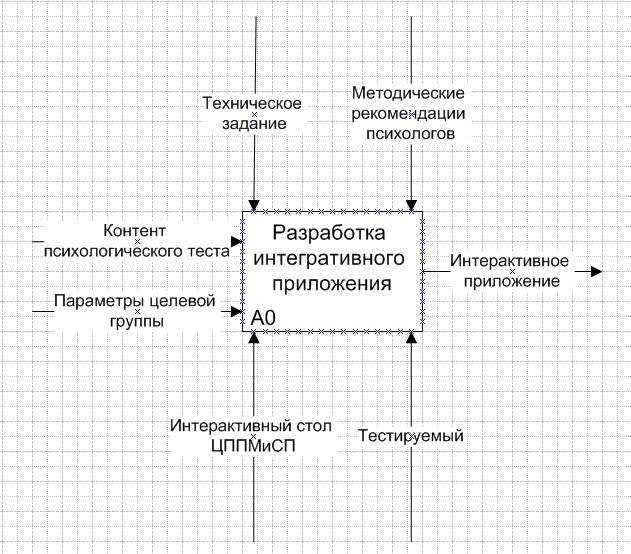 Техническое
задание
Методические
рекомендации
психологов
Контент
психологического теста
Параметры целевой
группы
Разработка
интегративного
приложения
A0
Интерактивное
приложение
Интерактивный стол
ЦППМиСП
Тестируемый